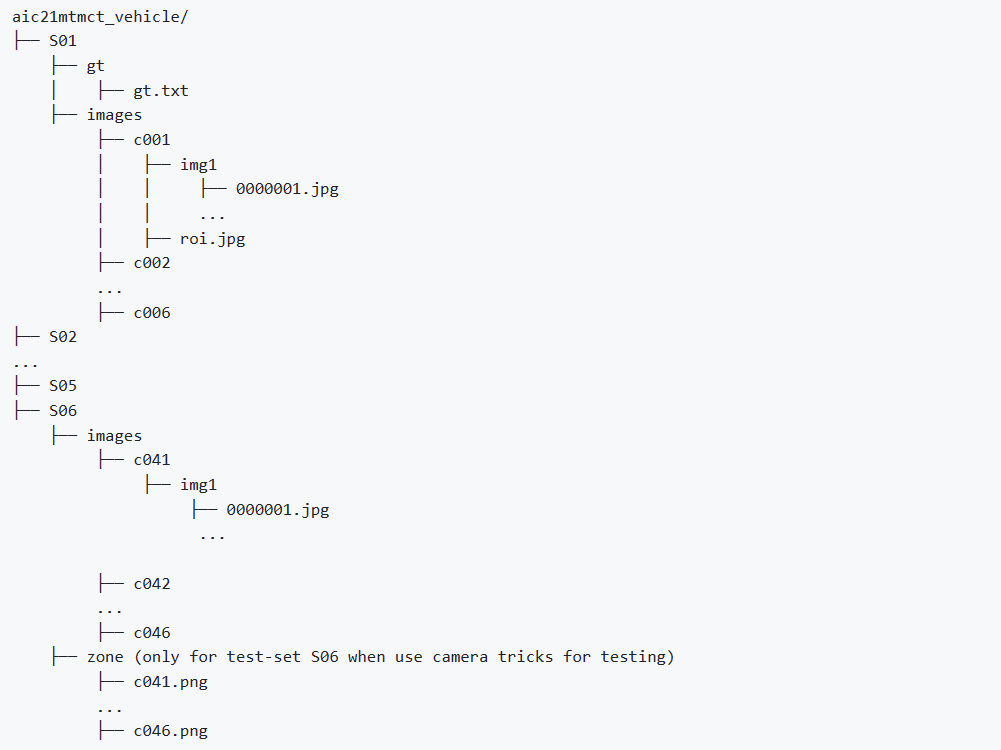 aic21mtmct_vehicle/
├── S01
    ├── gt
    │   ├── gt.txt
    ├── images
        ├── c001
        │   ├── img1
        │   │    ├── 0000001.jpg
        │   │    ...
        │   ├── roi.jpg
        ├── c002
        ...
        ├── c006
├── S02
...
├── S05
├── S06
    ├── images
        ├── c041
            ├── img1
                ├── 0000001.jpg
                 ...
        ├── c042
        ...
        ├── c046
    ├── zone (only for test-set S06 when use camera tricks for testing)
        ├── c041.png
        ...
        ├── c046.png